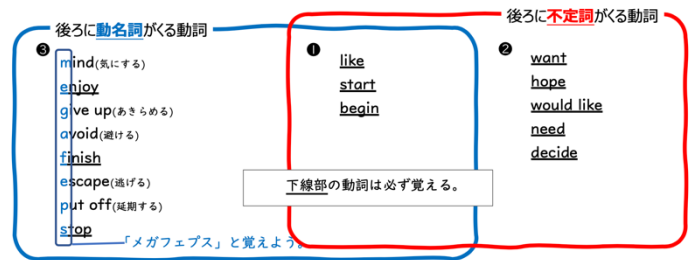 後ろに動名詞がくる動詞
❸
mind(気にする)
enjoy
give up(あきらめる)
avoid(避ける)
finish
escape(逃げる)
put off(延期する)
stop
「メガフェプス」と覚えよう。
❶
like
start
begin
後ろに不定詞がくる動詞
❷
want
hope
would like
need
decide
下線部の動詞は必ず覚える。